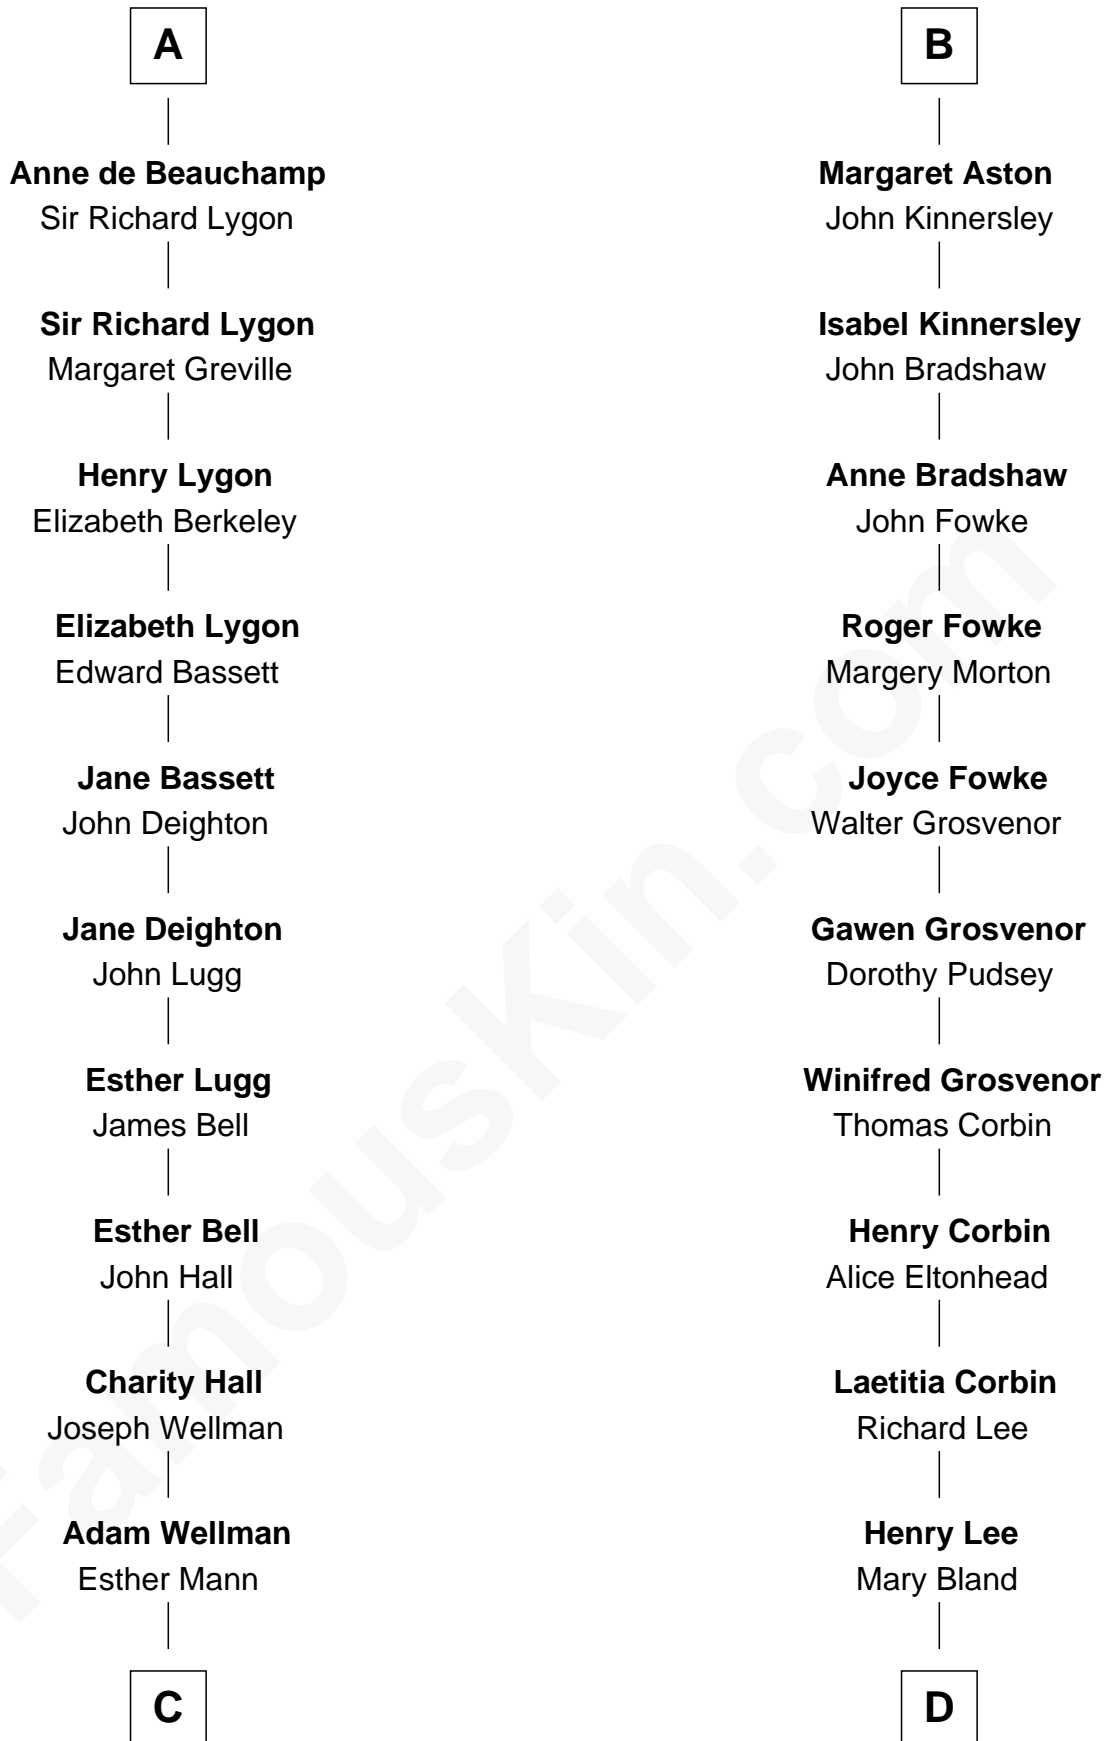 A
Anne de Beauchamp
Sir Richard Lygon
Sir Richard Lygon
Margaret Greville
Henry Lygon
Elizabeth Berkeley
Elizabeth Lygon
Edward Bassett
Jane Bassett
John Deighton
Jane Deighton
John Lugg
Esther Lugg
James Bell
Esther Bell
John Hall
Charity Hall
Joseph Wellman
Adam Wellman
Esther Mann
C
B
Margaret Aston
John Kinnersley
Isabel Kinnersley
John Bradshaw
Anne Bradshaw
John Fowke
Roger Fowke
Margery Morton
Joyce Fowke
Walter Grosvenor
Gawen Grosvenor
Dorothy Pudsey
Winifred Grosvenor
Thomas Corbin
Henry Corbin
Alice Eltonhead
Laetitia Corbin
Richard Lee
Henry Lee
Mary Bland
D
FamousKin.com